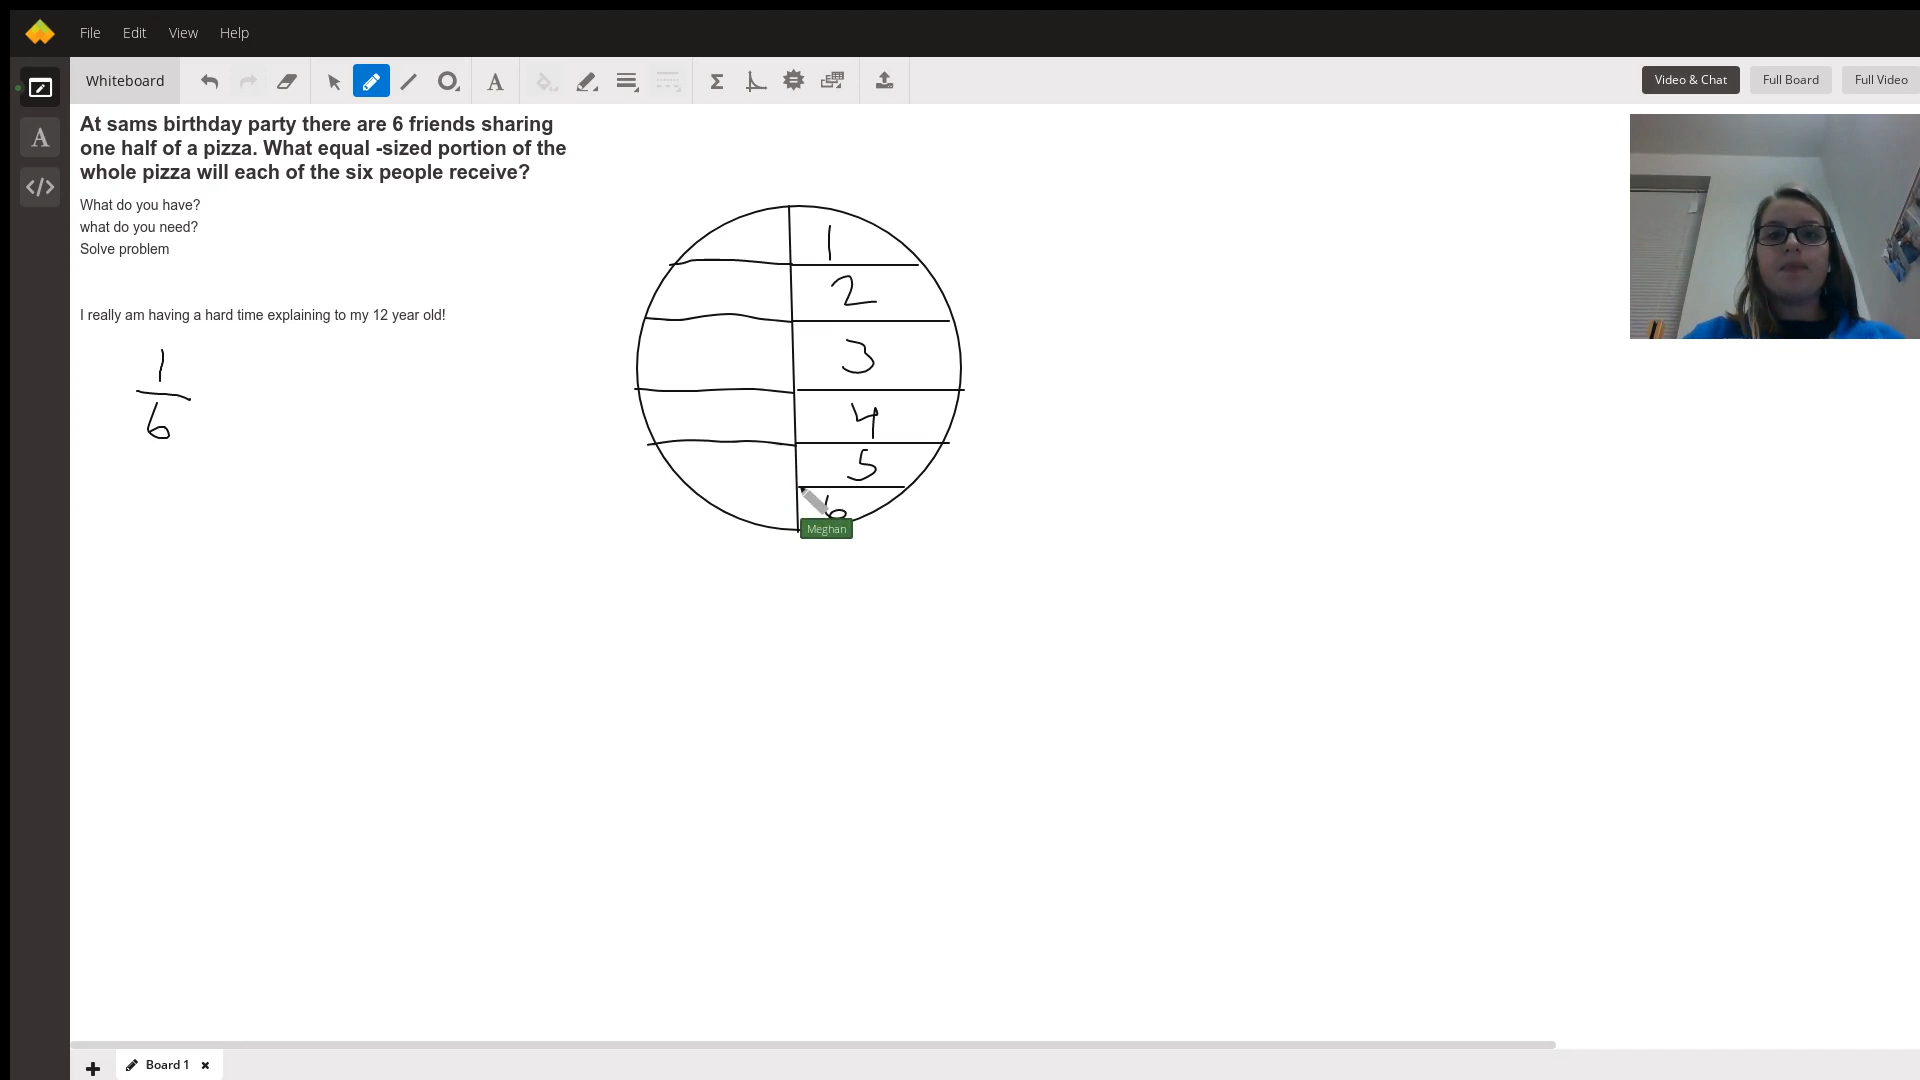 File Edit View Help
Whiteboard
Video & Chat Full Board Full Video
At sams birthday party there are 6 friends sharing
one half of a pizza. What equal -sized portion of the
whole pizza will each of the six people receive?
What do you have?
what do you need?
Solve problem
I really am having a hard time explaining to my 12 year old!
1
6
1
2
3
4
5
6
Meghan
Board 1